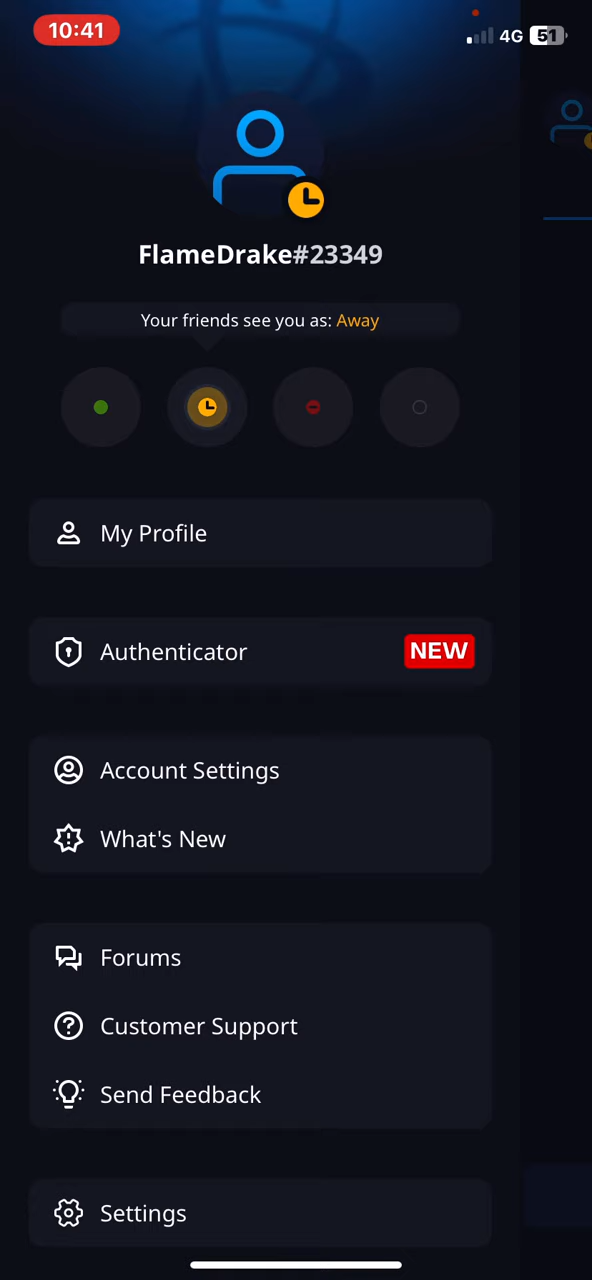 10:41
4G 51
FlameDrake#23349
Your friends see you as: Away
My Profile
Authenticator NEW
Account Settings
What's New
Forums
Customer Support
Send Feedback
Settings